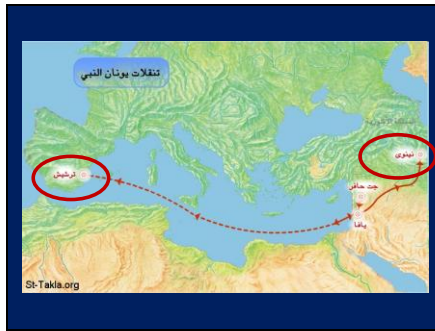 تنقلات يونان النبي
نينوى
ترشيش
جت حافر
يافا
St-Takla.org